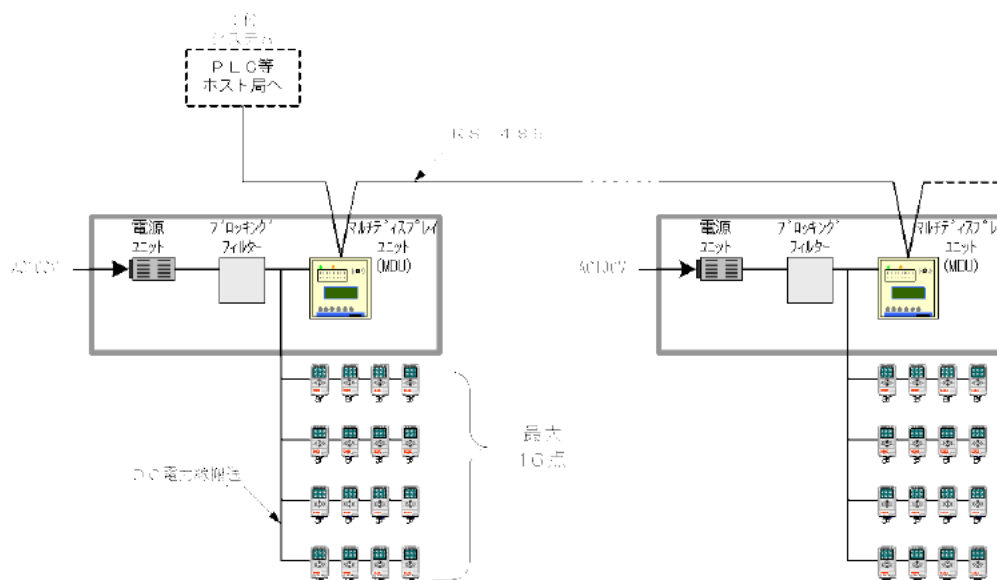 システム
ＰＬＣ等
ホスト局へ
ＲＳ－４８５
電源
ユニット
ブロッキング
フィルター
マルチディスプレイ
ユニット
(MDU)
AC100V
電源
ユニット
ブロッキング
フィルター
マルチディスプレイ
ユニット
(MDU)
AC100V
最大
１６点
ＤＣ電力線搬送